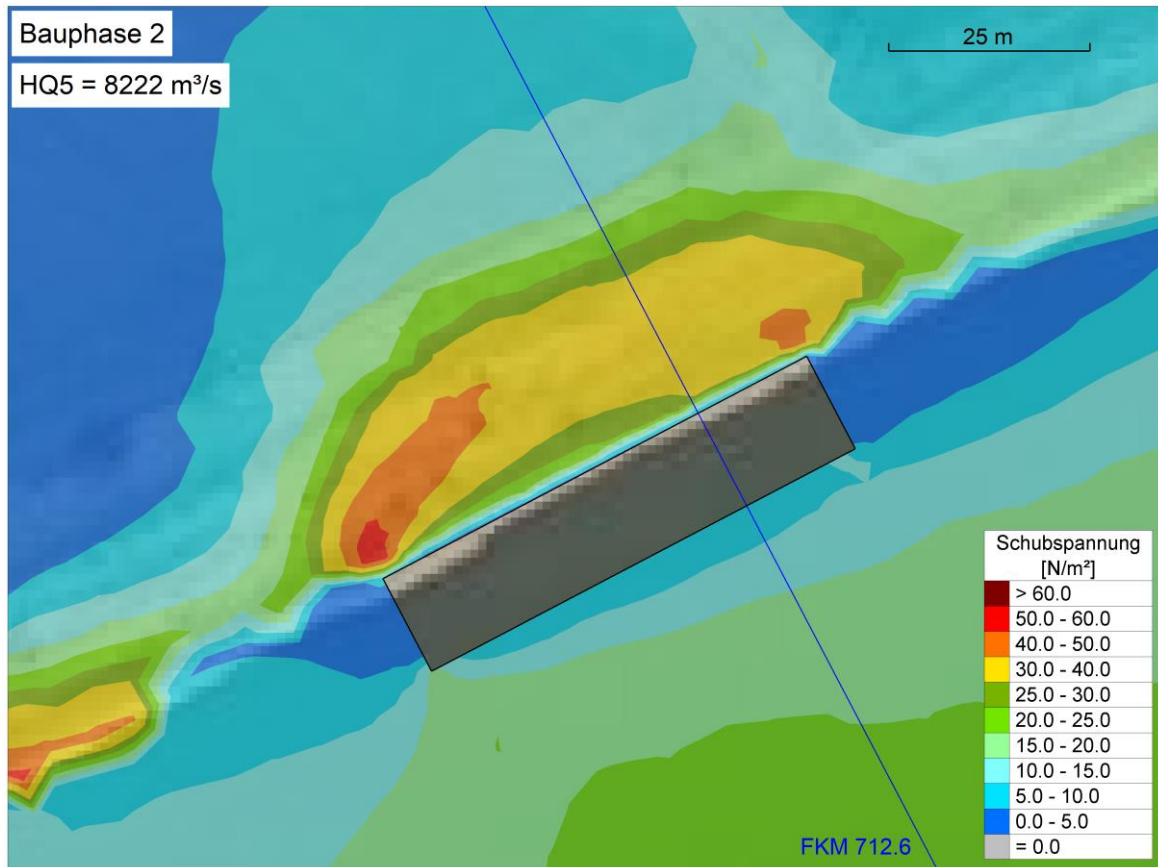 Bauphase 2
HQ5 = 8222 m³/s
25 m
Schubspannung
[N/m²]
> 60.0
50.0 - 60.0
40.0 - 50.0
30.0 - 40.0
25.0 - 30.0
20.0 - 25.0
15.0 - 20.0
10.0 - 15.0
5.0 - 10.0
0.0 - 5.0
= 0.0
FKM 712.6